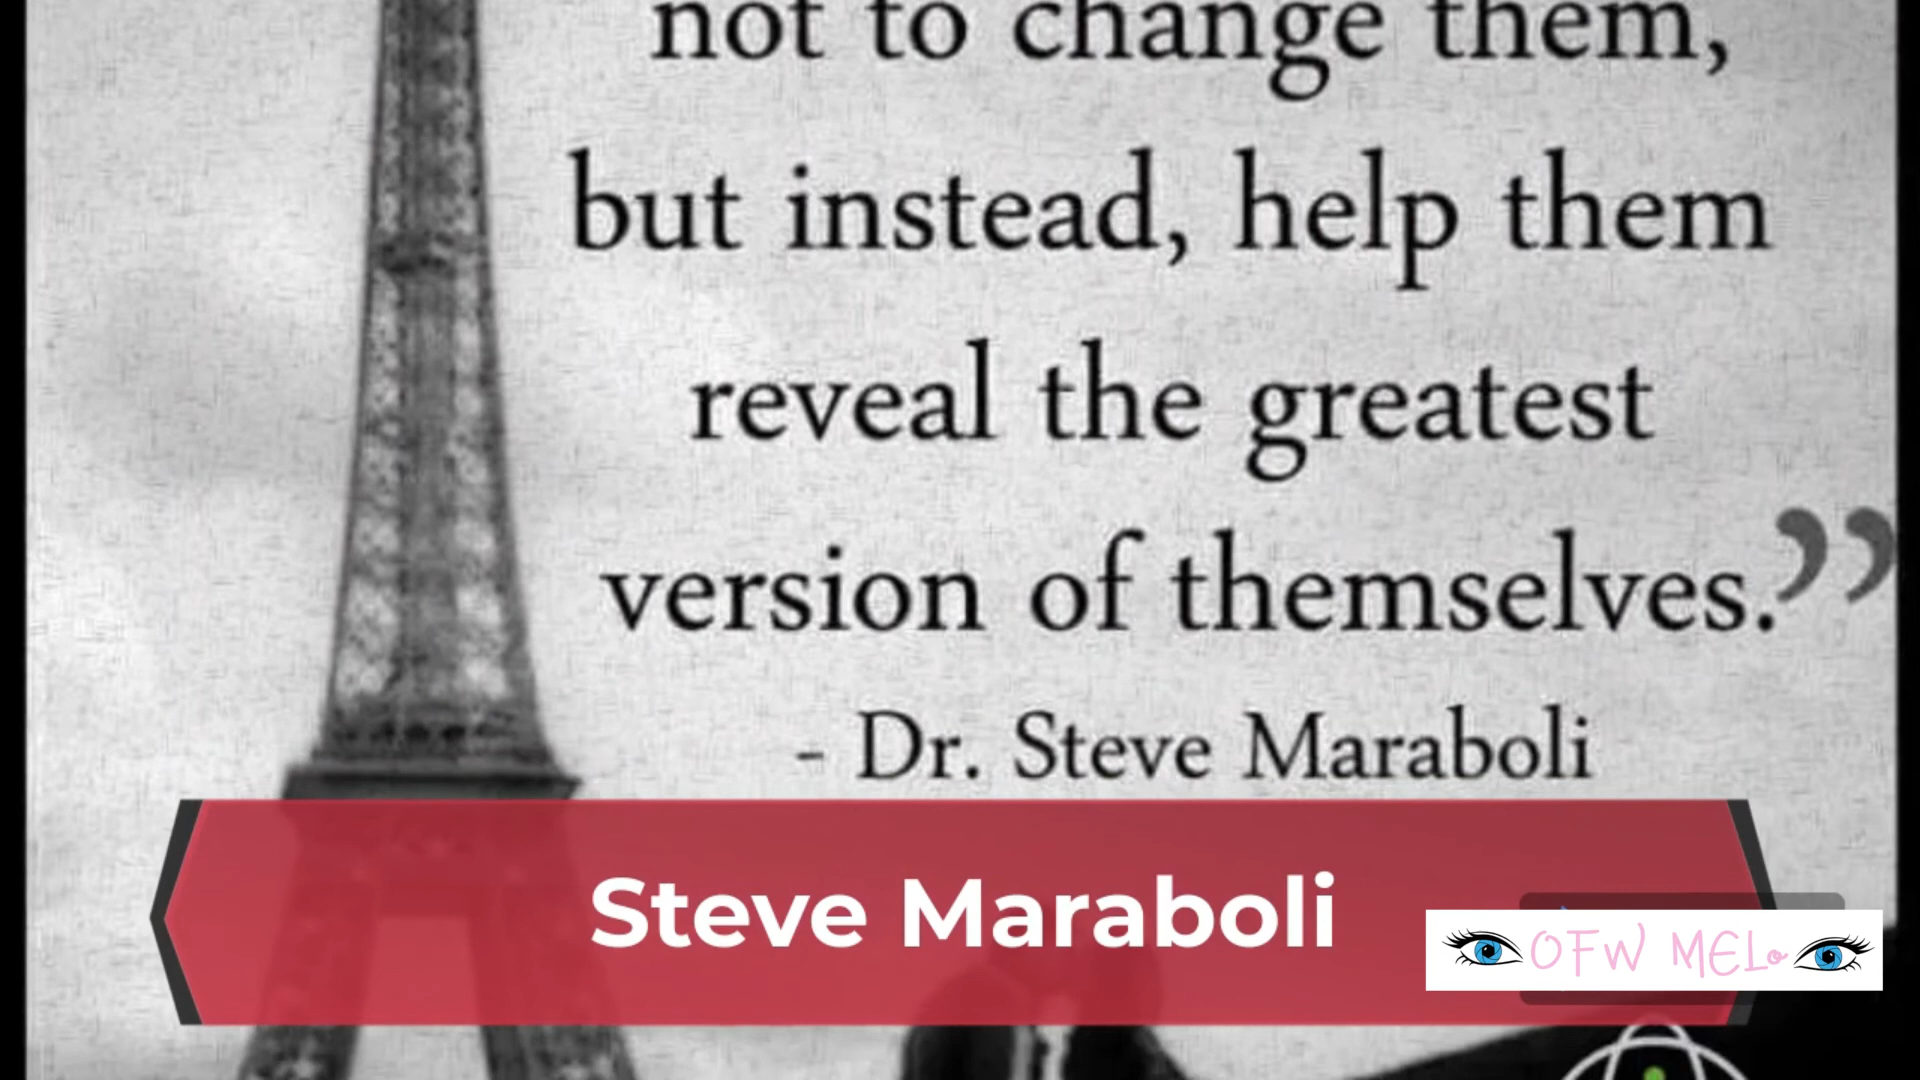 not to change them,
but instead, help them
reveal the greatest
version of themselves.”
- Dr. Steve Maraboli
Steve Maraboli
OFW MELo